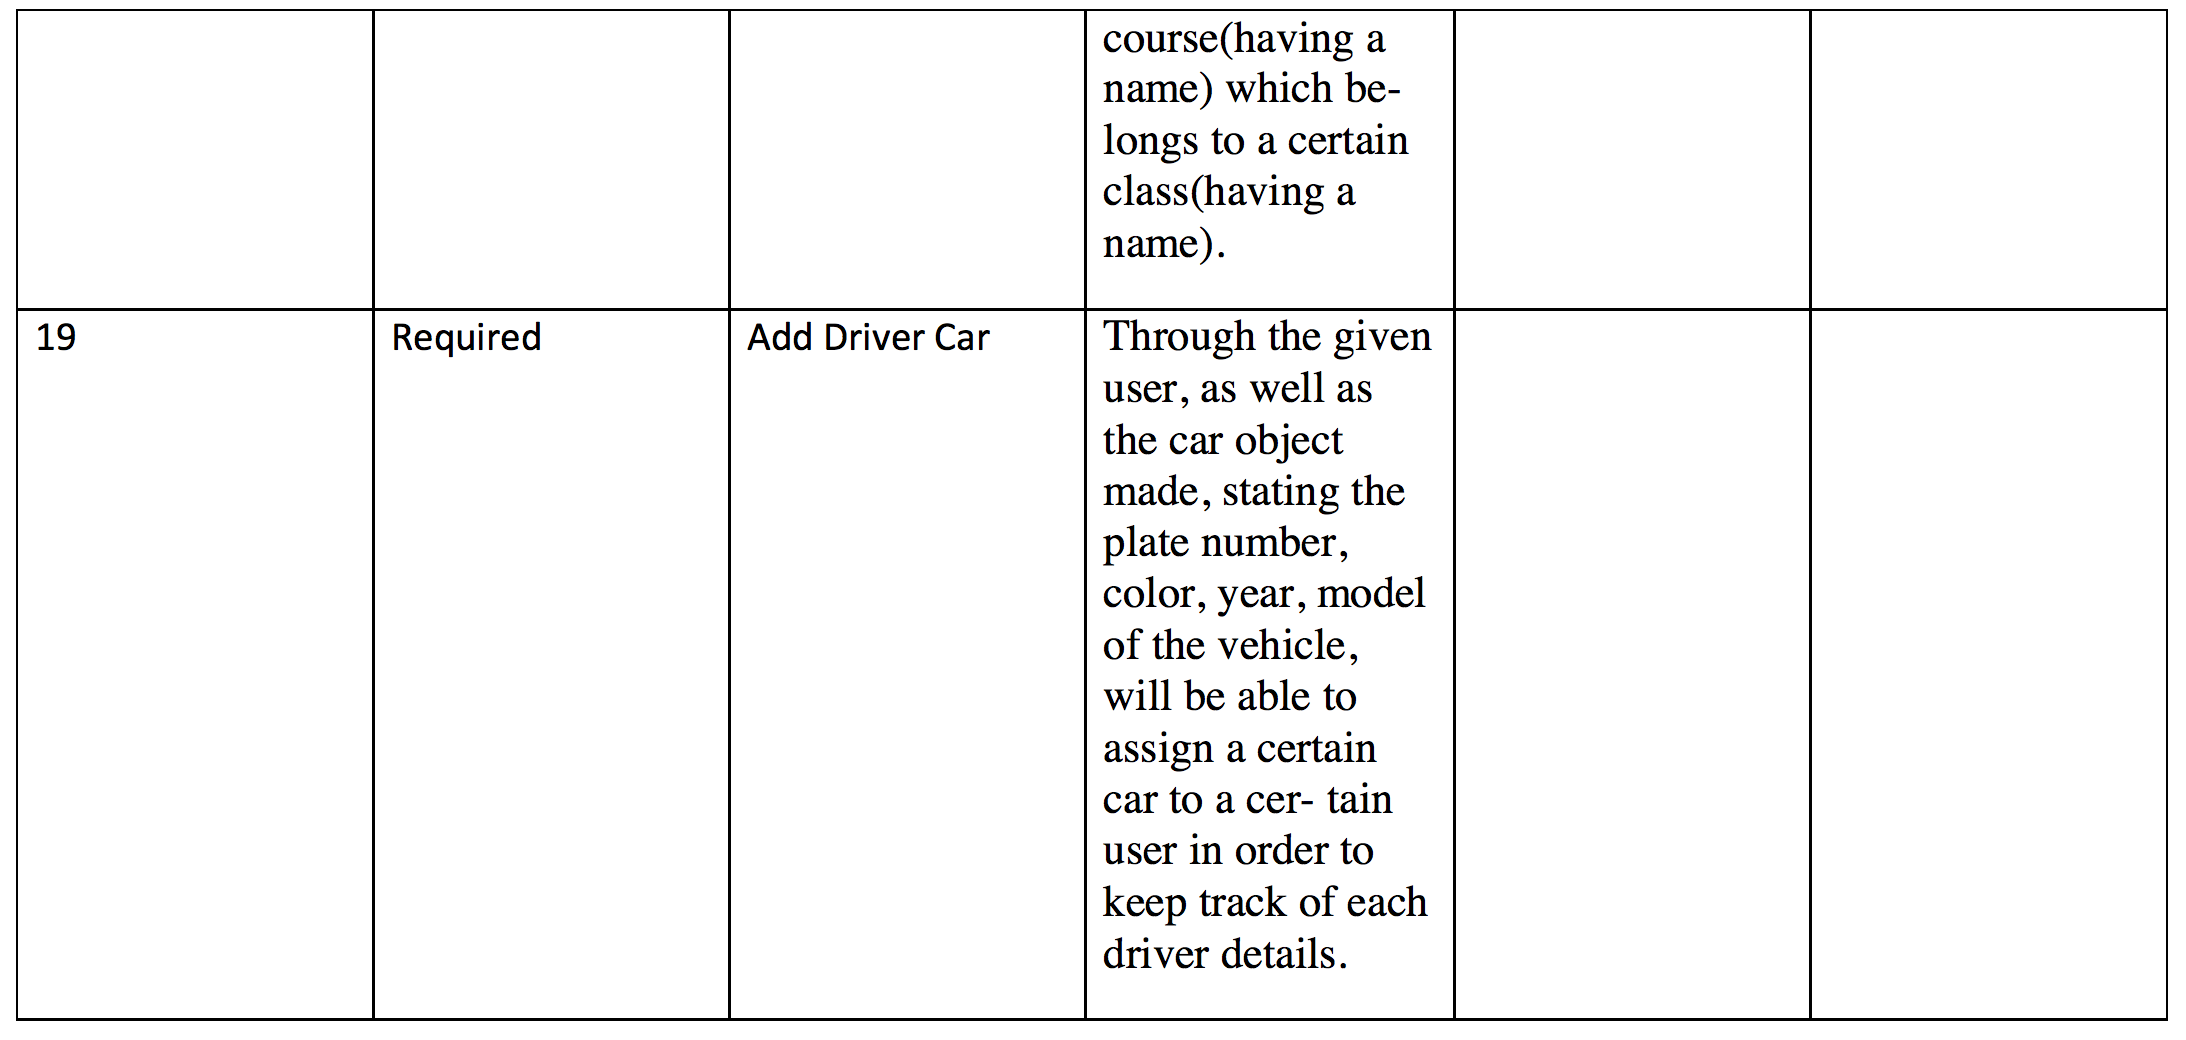 course(having a
name) which be-
longs to a certain
class(having a
name).
19
Required
Add Driver Car
Through the given
user, as well as
the car object
made, stating the
plate number,
color, year, model
of the vehicle,
will be able to
assign a certain
car to a cer- tain
user in order to
keep track of each
driver details.